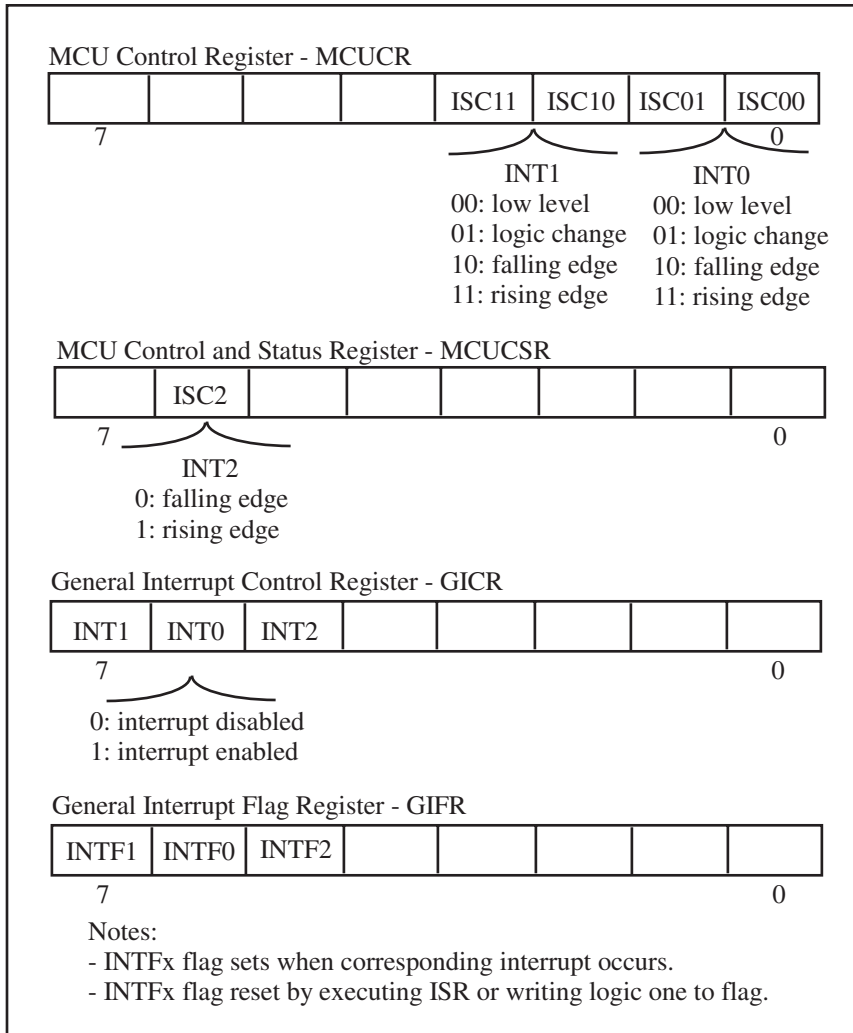 MCU Control Register - MCUCR
ISC11 ISC10 ISC01 ISC00
7 0
INT1 INT0
00: low level 00: low level
01: logic change 01: logic change
10: falling edge 10: falling edge
11: rising edge 11: rising edge
MCU Control and Status Register - MCUCSR
ISC2
7 0
INT2
0: falling edge
1: rising edge
General Interrupt Control Register - GICR
INT1 INT0 INT2
7 0
0: interrupt disabled
1: interrupt enabled
General Interrupt Flag Register - GIFR
INTF1 INTF0 INTF2
7 0
Notes:
- INTFx flag sets when corresponding interrupt occurs.
- INTFx flag reset by executing ISR or writing logic one to flag.